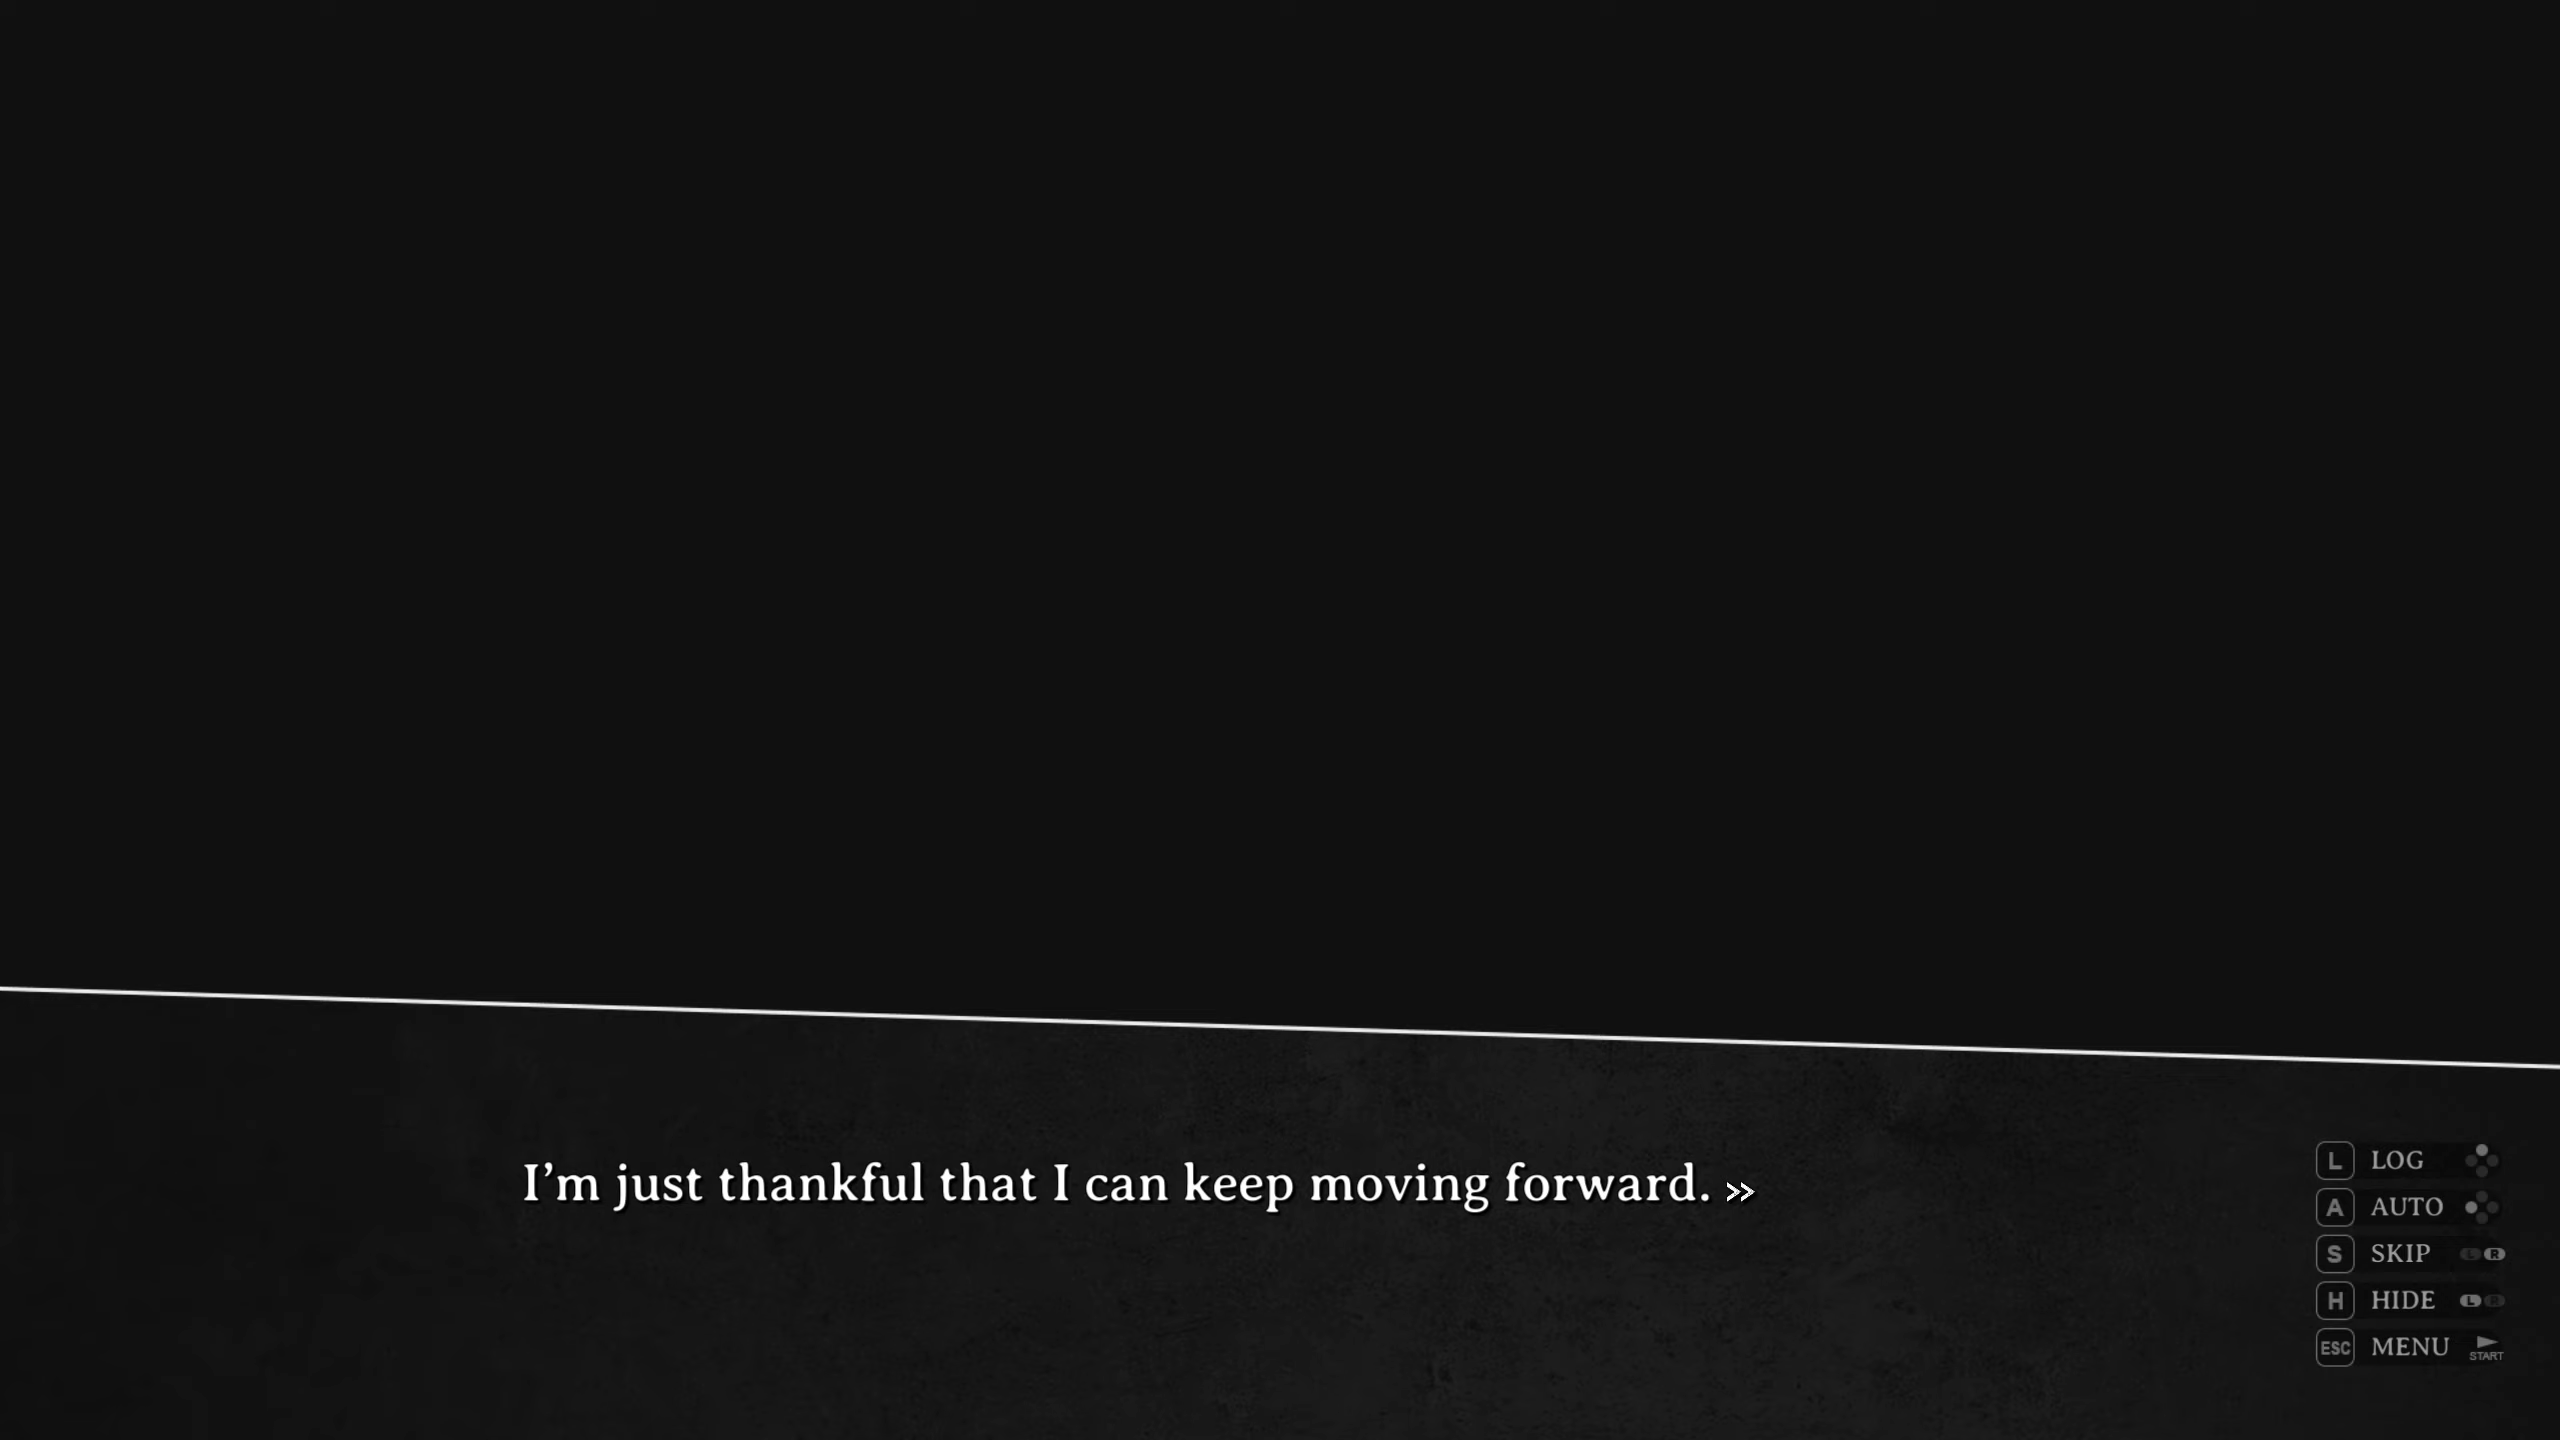 I’m just thankful that I can keep moving forward. »
L LOG
A AUTO
S SKIP L R
H HIDE L R
ESC MENU START